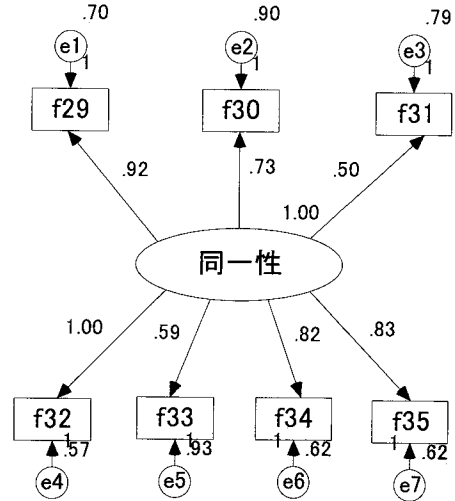 .70 .90 .79
e1 e2 e3
1 1 1
f29 f30 f31
.92 .73 .50
1.00
同一性
1.00 .59 .82 .83
f32 f33 f34 f35
1 .57 1 .93 1 .62 1 .62
e4 e5 e6 e7